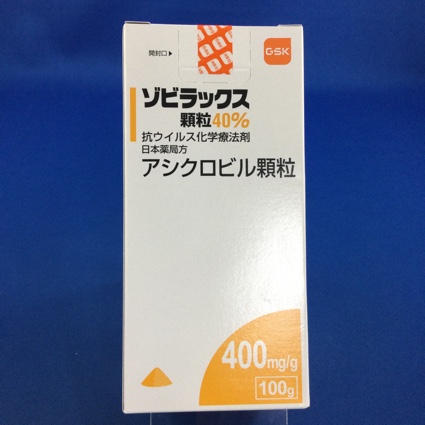 開封口▶
GSK
ゾビラックス
顆粒40%
抗ウイルス化学療法剤
日本薬局方
アシクロビル顆粒
400mg/g
100g